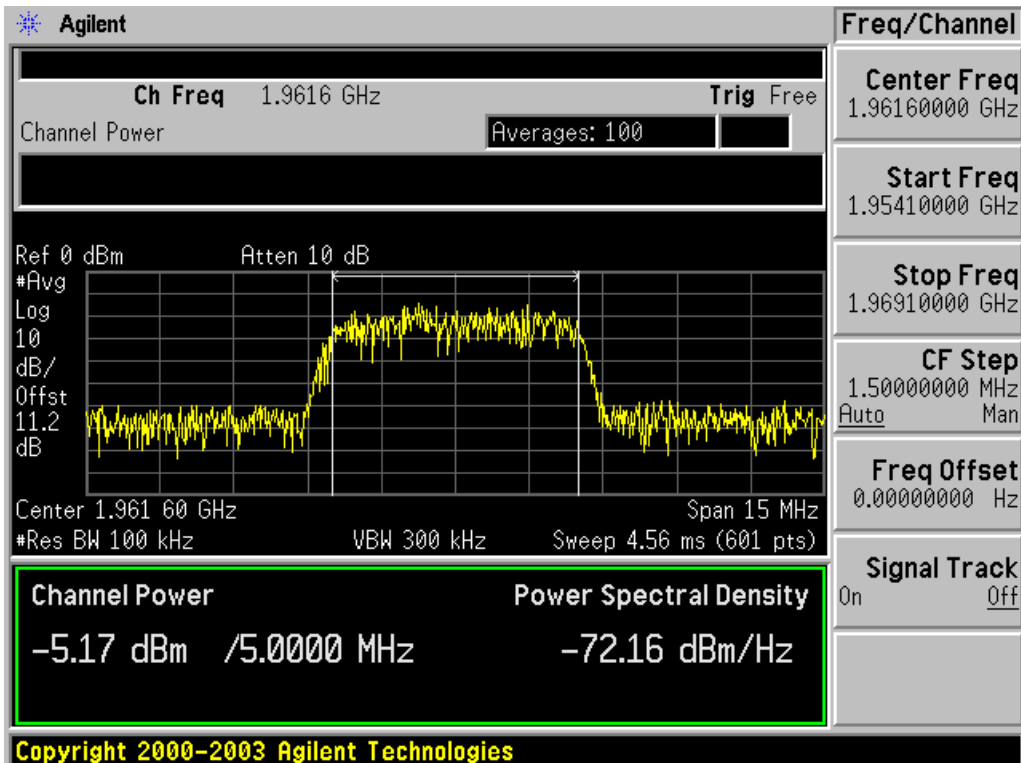 Agilent
Freq/Channel
Ch Freq 1.9616 GHz Trig Free
Channel Power Averages: 100
Ref 0 dBm Atten 10 dB
#Avg
Log
10
dB/
Offst
11.2
dB
Center 1.961 60 GHz Span 15 MHz
#Res BW 100 kHz VBW 300 kHz Sweep 4.56 ms (601 pts)
Channel Power Power Spectral Density
-5.17 dBm /5.0000 MHz -72.16 dBm/Hz
Center Freq
1.96160000 GHz
Start Freq
1.95410000 GHz
Stop Freq
1.96910000 GHz
CF Step
1.50000000 MHz
Auto Man
Freq Offset
0.00000000 Hz
Signal Track
On Off
Copyright 2000-2003 Agilent Technologies